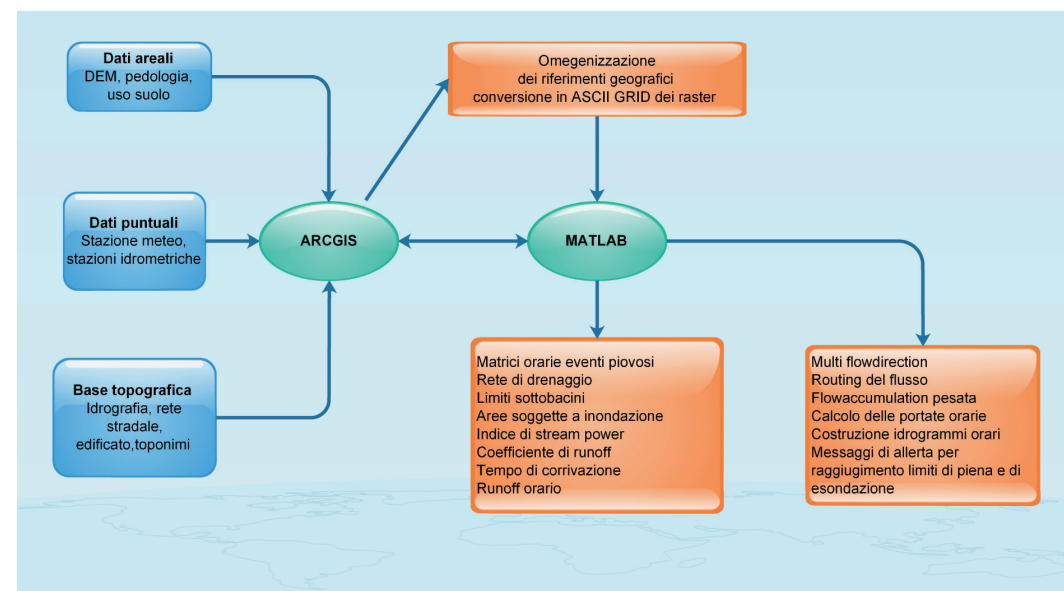 Dati areali
DEM, pedologia,
uso suolo
Omegenizzazione
dei riferimenti geografici
conversione in ASCII GRID dei raster
Dati puntuali
Stazione meteo,
stazioni idrometriche
ARCGIS
MATLAB
Base topografica
Idrografia, rete
stradale,
edificato,toponimi
Matrici orarie eventi piovosi
Rete di drenaggio
Limiti sottobacini
Aree soggette a inondazione
Indice di stream power
Coefficiente di runoff
Tempo di corrivazione
Runoff orario
Multi flowdirection
Routing del flusso
Flowaccumulation pesata
Calcolo delle portate orarie
Costruzione idrogrammi orari
Messaggi di allerta per
raggiugimento limiti di piena e di
esondazione